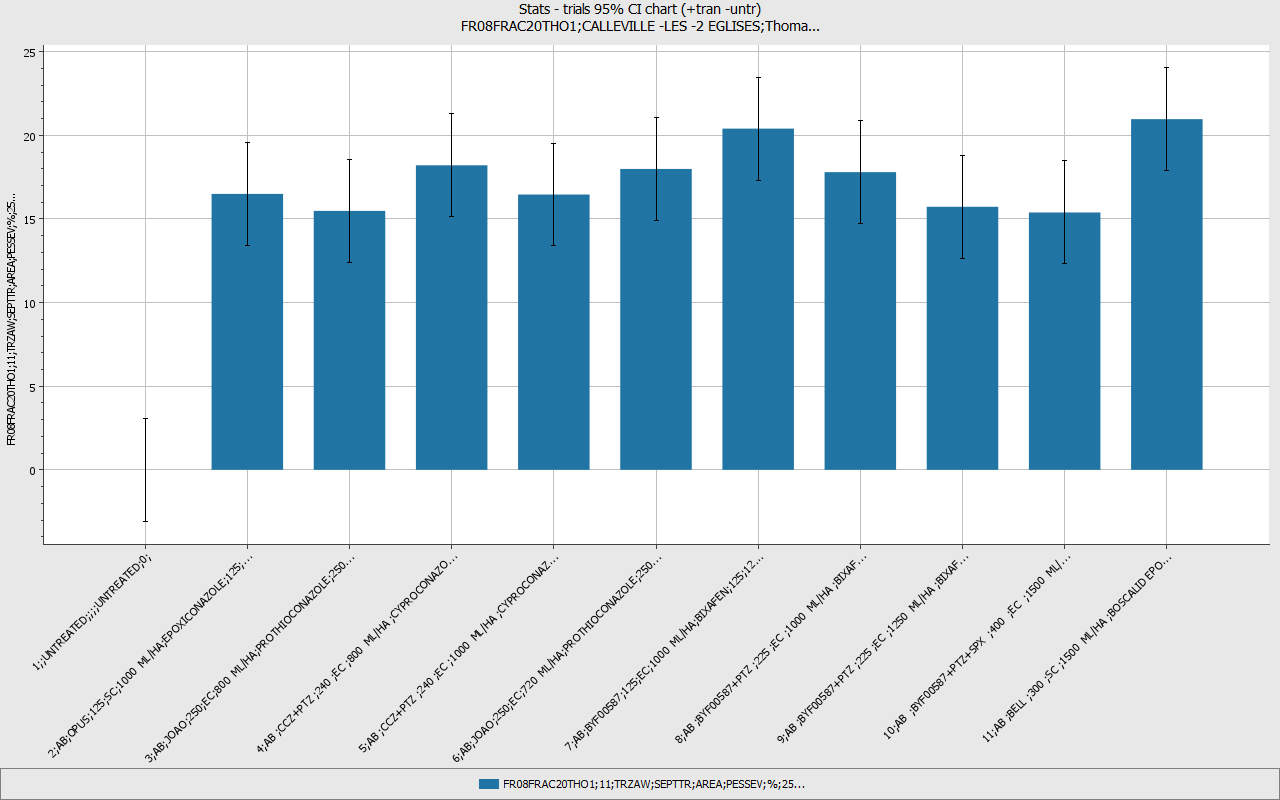 Stats - trials 95% CI chart (+tran -untr)
FR08FRAC20THO1;CALLEVILLE -LES -2 EGLISES;Thoma...
FR08FRAC20THO1;11;TRZAW;SEPTTR;AREA;PESSEV;%;25...
25
20
15
10
5
0
1;;UNTREATED;;;;UNTREATED;0;
2;AB;OPUS;125;SC;1000 ML/HA;EPOXICONAZOLE;125;...
3;AB;JOAO;250;EC;800 ML/HA;PROTHIOCONAZOLE;250...
4;AB ;CCZ+PTZ ;240 ;EC ;800 ML/HA ;CYPROCONAZO...
5;AB ;CCZ+PTZ ;240 ;EC ;1000 ML/HA ;CYPROCONAZ...
6;AB;JOAO;250;EC;720 ML/HA;PROTHIOCONAZOLE;250...
7;AB;BYF00587;125;EC;1000 ML/HA;BIXAFEN;125;12...
8;AB ;BYF00587+PTZ ;225 ;EC ;1000 ML/HA ;BIXAF...
9;AB ;BYF00587+PTZ ;225 ;EC ;1250 ML/HA ;BIXAF...
10;AB ;BYF00587+PTZ+SPX ;400 ;EC ;1500 ML/...
11;AB ;BELL ;300 ;SC ;1500 ML/HA ;BOSCALID EPO...
FR08FRAC20THO1;11;TRZAW;SEPTTR;AREA;PESSEV;%;25...